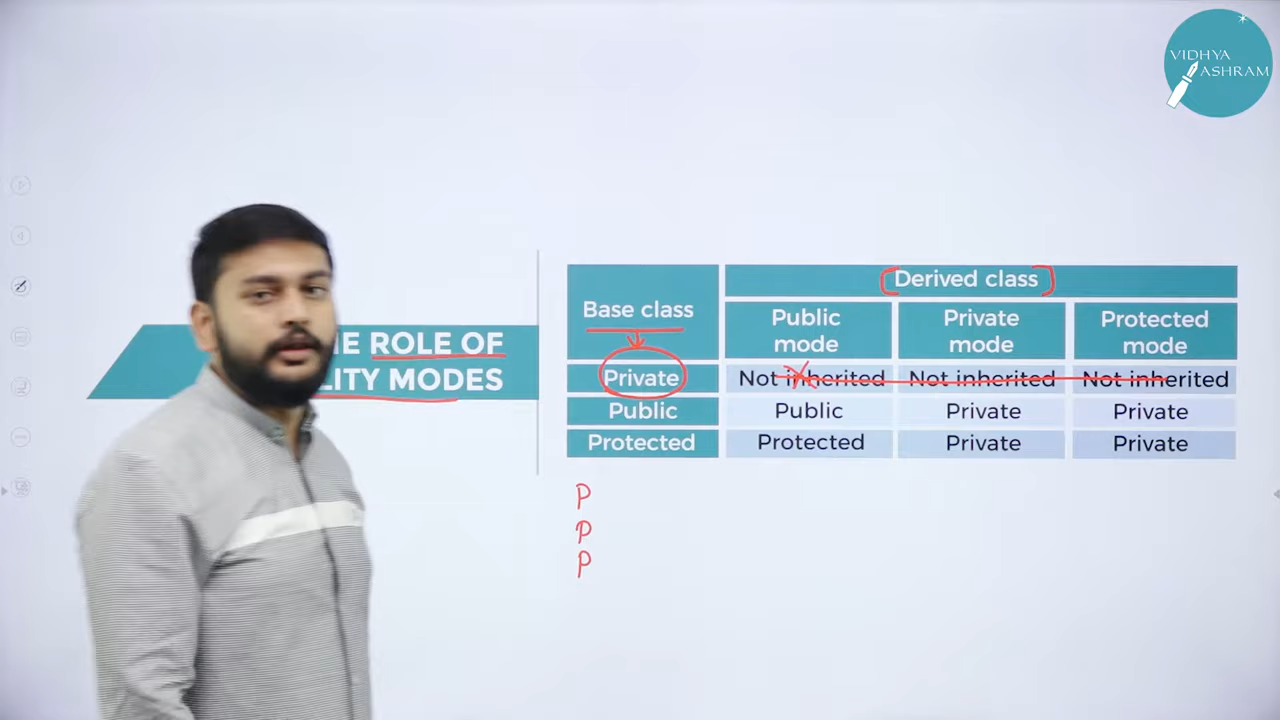 VIDHYA
ASHRAM
ROLE OF
MODES
Base class
Derived class
Public mode
Private mode
Protected mode
Private Not inherited Not inherited Not inherited
Public Public Private Private
Protected Protected Private Private
P
P
P